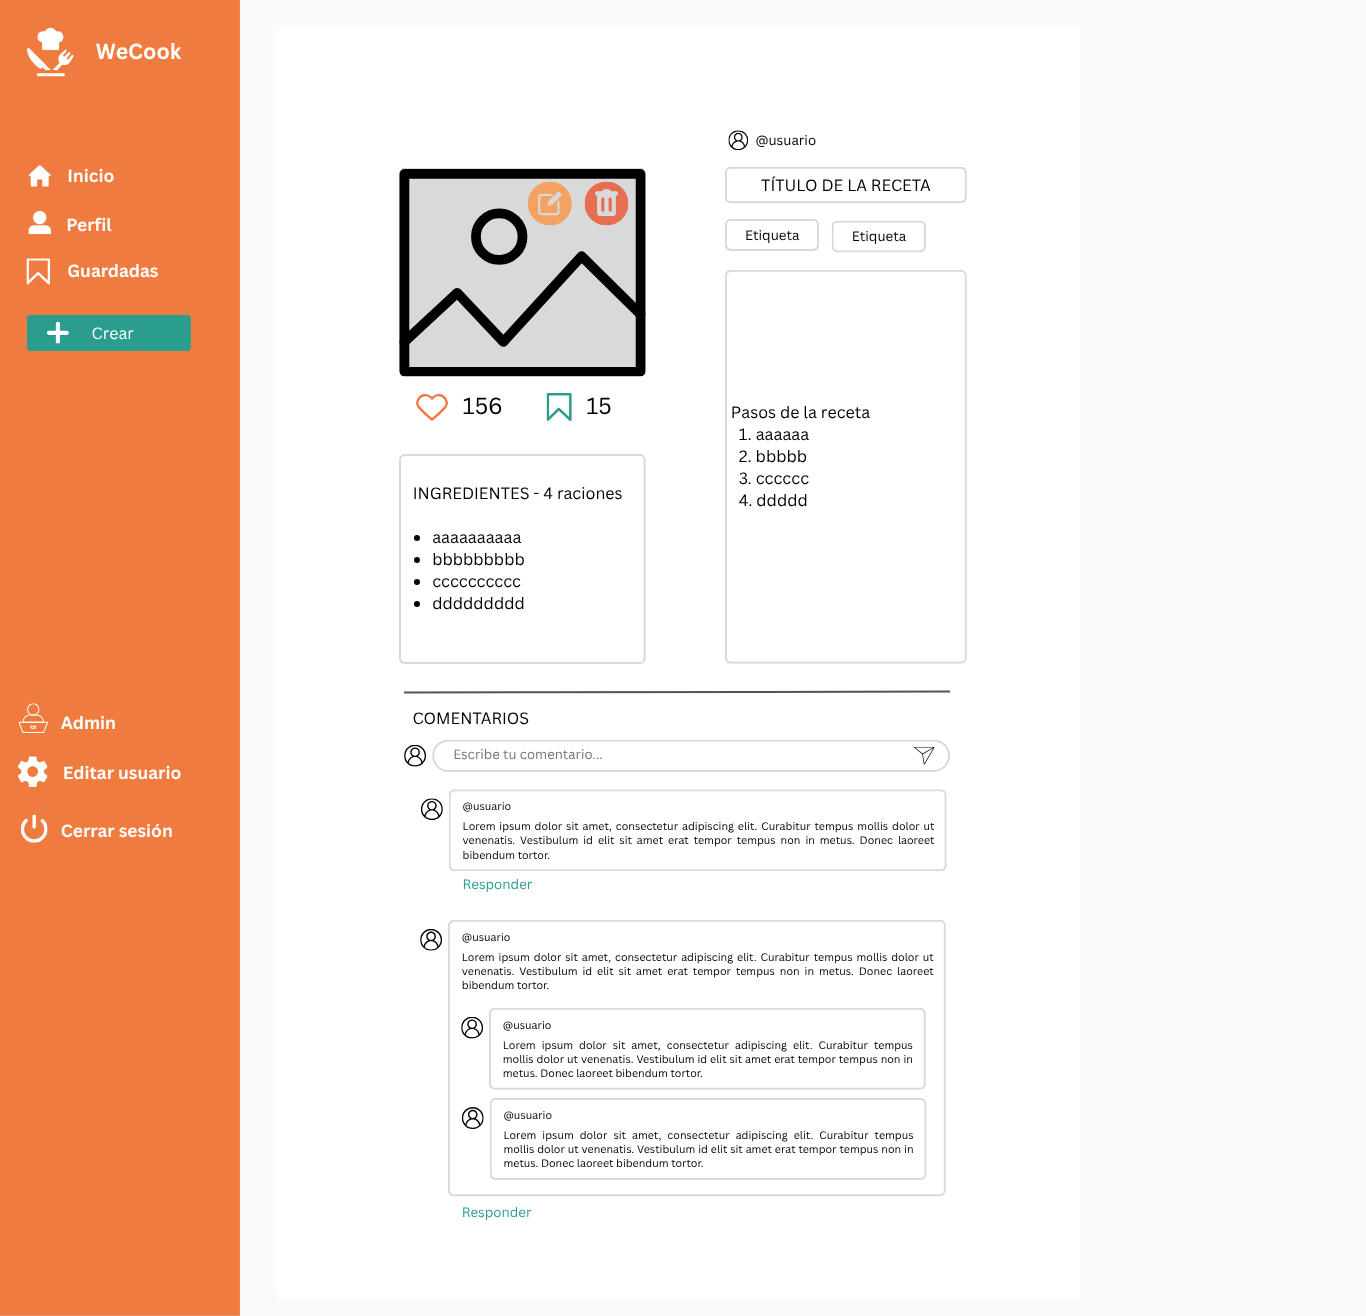 WeCook
Inicio
Perfil
Guardadas
Crear
Admin
Editar usuario
Cerrar sesión
@usuario
TÍTULO DE LA RECETA
Etiqueta
Etiqueta
156
15
INGREDIENTES - 4 raciones
aaaaaaaaaa
bbbbbbbbb
cccccccccc
ddddddddd
Pasos de la receta
1. aaaaaa
2. bbbbb
3. cccccc
4. ddddd
COMENTARIOS
Escribe tu comentario...
@usuario
Lorem ipsum dolor sit amet, consectetur adipiscing elit. Curabitur tempus mollis dolor ut
venenatis. Vestibulum id elit sit amet erat tempor tempus non in metus. Donec laoreet
bibendum tortor.
Responder
@usuario
Lorem ipsum dolor sit amet, consectetur adipiscing elit. Curabitur tempus mollis dolor ut
venenatis. Vestibulum id elit sit amet erat tempor tempus non in metus. Donec laoreet
bibendum tortor.
@usuario
Lorem ipsum dolor sit amet, consectetur adipiscing elit. Curabitur tempus
mollis dolor ut venenatis. Vestibulum id elit sit amet erat tempor tempus non in
metus. Donec laoreet bibendum tortor.
@usuario
Lorem ipsum dolor sit amet, consectetur adipiscing elit. Curabitur tempus
mollis dolor ut venenatis. Vestibulum id elit sit amet erat tempor tempus non in
metus. Donec laoreet bibendum tortor.
Responder